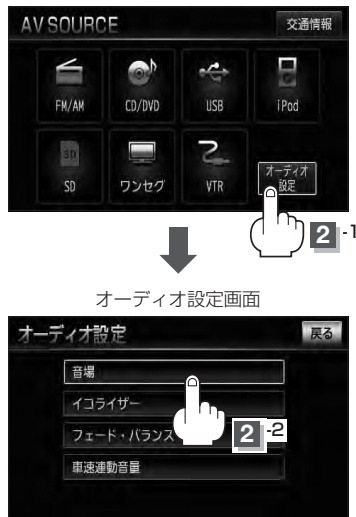 AV SOURCE 交通情報
FM/AM CD/DVD USB iPod
SD
SD ワンセグ VTR オーディオ
設定
2 -1
オーディオ設定画面
オーディオ設定 戻る
音場
イコライザー
フェード・バランス
2 -2
車速連動音量